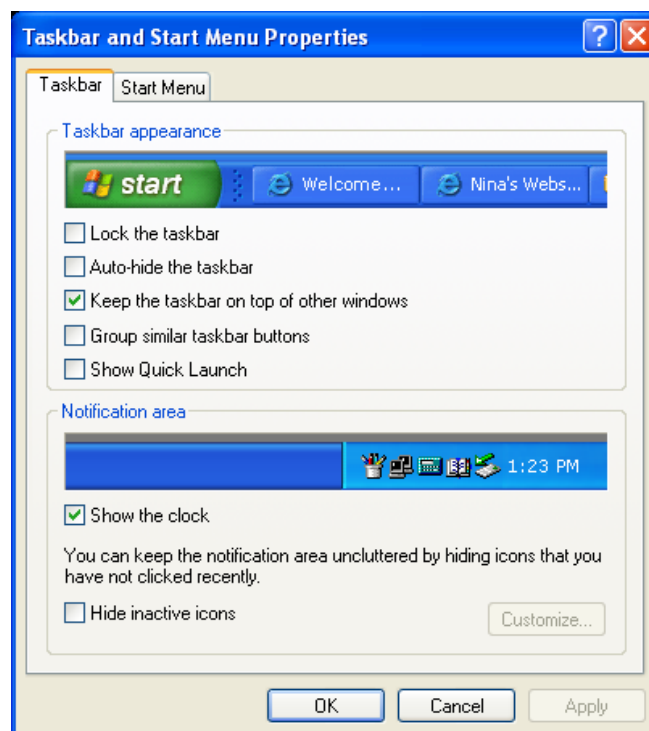 Taskbar and Start Menu Properties
Taskbar
Start Menu
Taskbar appearance
start
Welcome...
Nina's Webs...
Lock the taskbar
Auto-hide the taskbar
Keep the taskbar on top of other windows
Group similar taskbar buttons
Show Quick Launch
Notification area
1:23 PM
Show the clock
You can keep the notification area uncluttered by hiding icons that you
have not clicked recently.
Hide inactive icons
Customize...
OK
Cancel
Apply